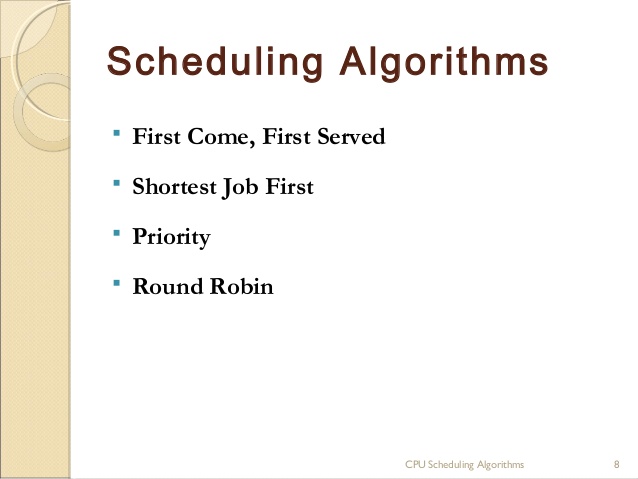 Scheduling Algorithms
▪ First Come, First Served
▪ Shortest Job First
▪ Priority
▪ Round Robin
CPU Scheduling Algorithms 8